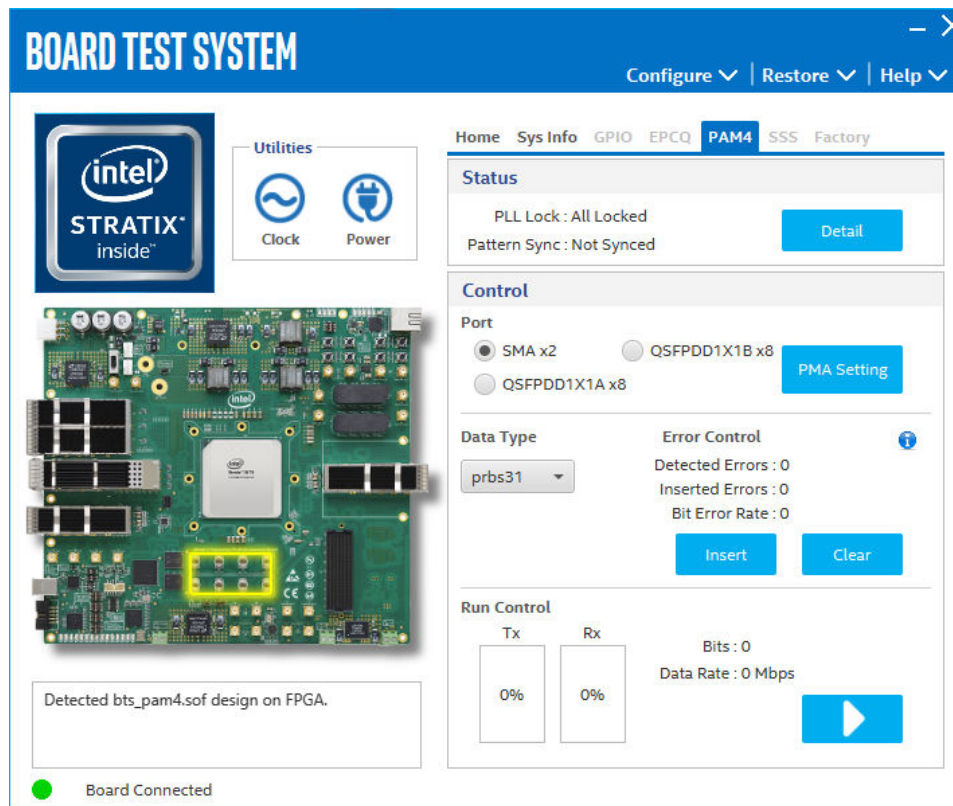 BOARD TEST SYSTEM
Configure | Restore | Help
intel
STRATIX
inside™
Utilities
Clock
Power
Home Sys Info GPIO EPCQ PAM4 SSS Factory
Status
PLL Lock : All Locked
Pattern Sync : Not Synced
Detail
Control
Port
SMA x2
QSFPDD1X1B x8
QSFPDD1X1A x8
PMA Setting
Data Type
prbs31
Error Control
Detected Errors : 0
Inserted Errors : 0
Bit Error Rate : 0
Insert
Clear
Run Control
Tx
Rx
0%
0%
Bits : 0
Data Rate : 0 Mbps
intel
intel
CE
Detected bts_pam4.sof design on FPGA.
Board Connected